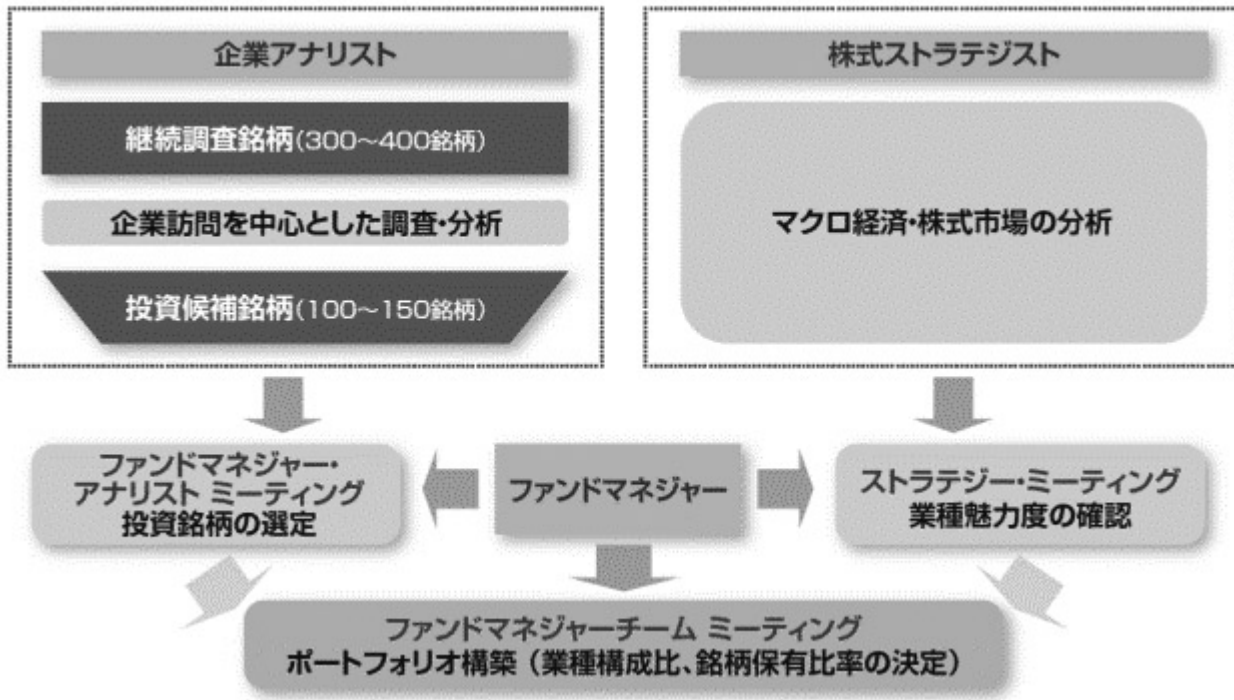 企業アナリスト
継続調査銘柄(300～400銘柄)
企業訪問を中心とした調査・分析
投資候補銘柄(100～150銘柄)
株式ストラテジスト
マクロ経済・株式市場の分析
ファンドマネジャー・
アナリスト ミーティング
投資銘柄の選定
ファンドマネジャー
ストラテジー・ミーティング
業種魅力度の確認
ファンドマネジャーチーム ミーティング
ポートフォリオ構築（業種構成比、銘柄保有比率の決定）